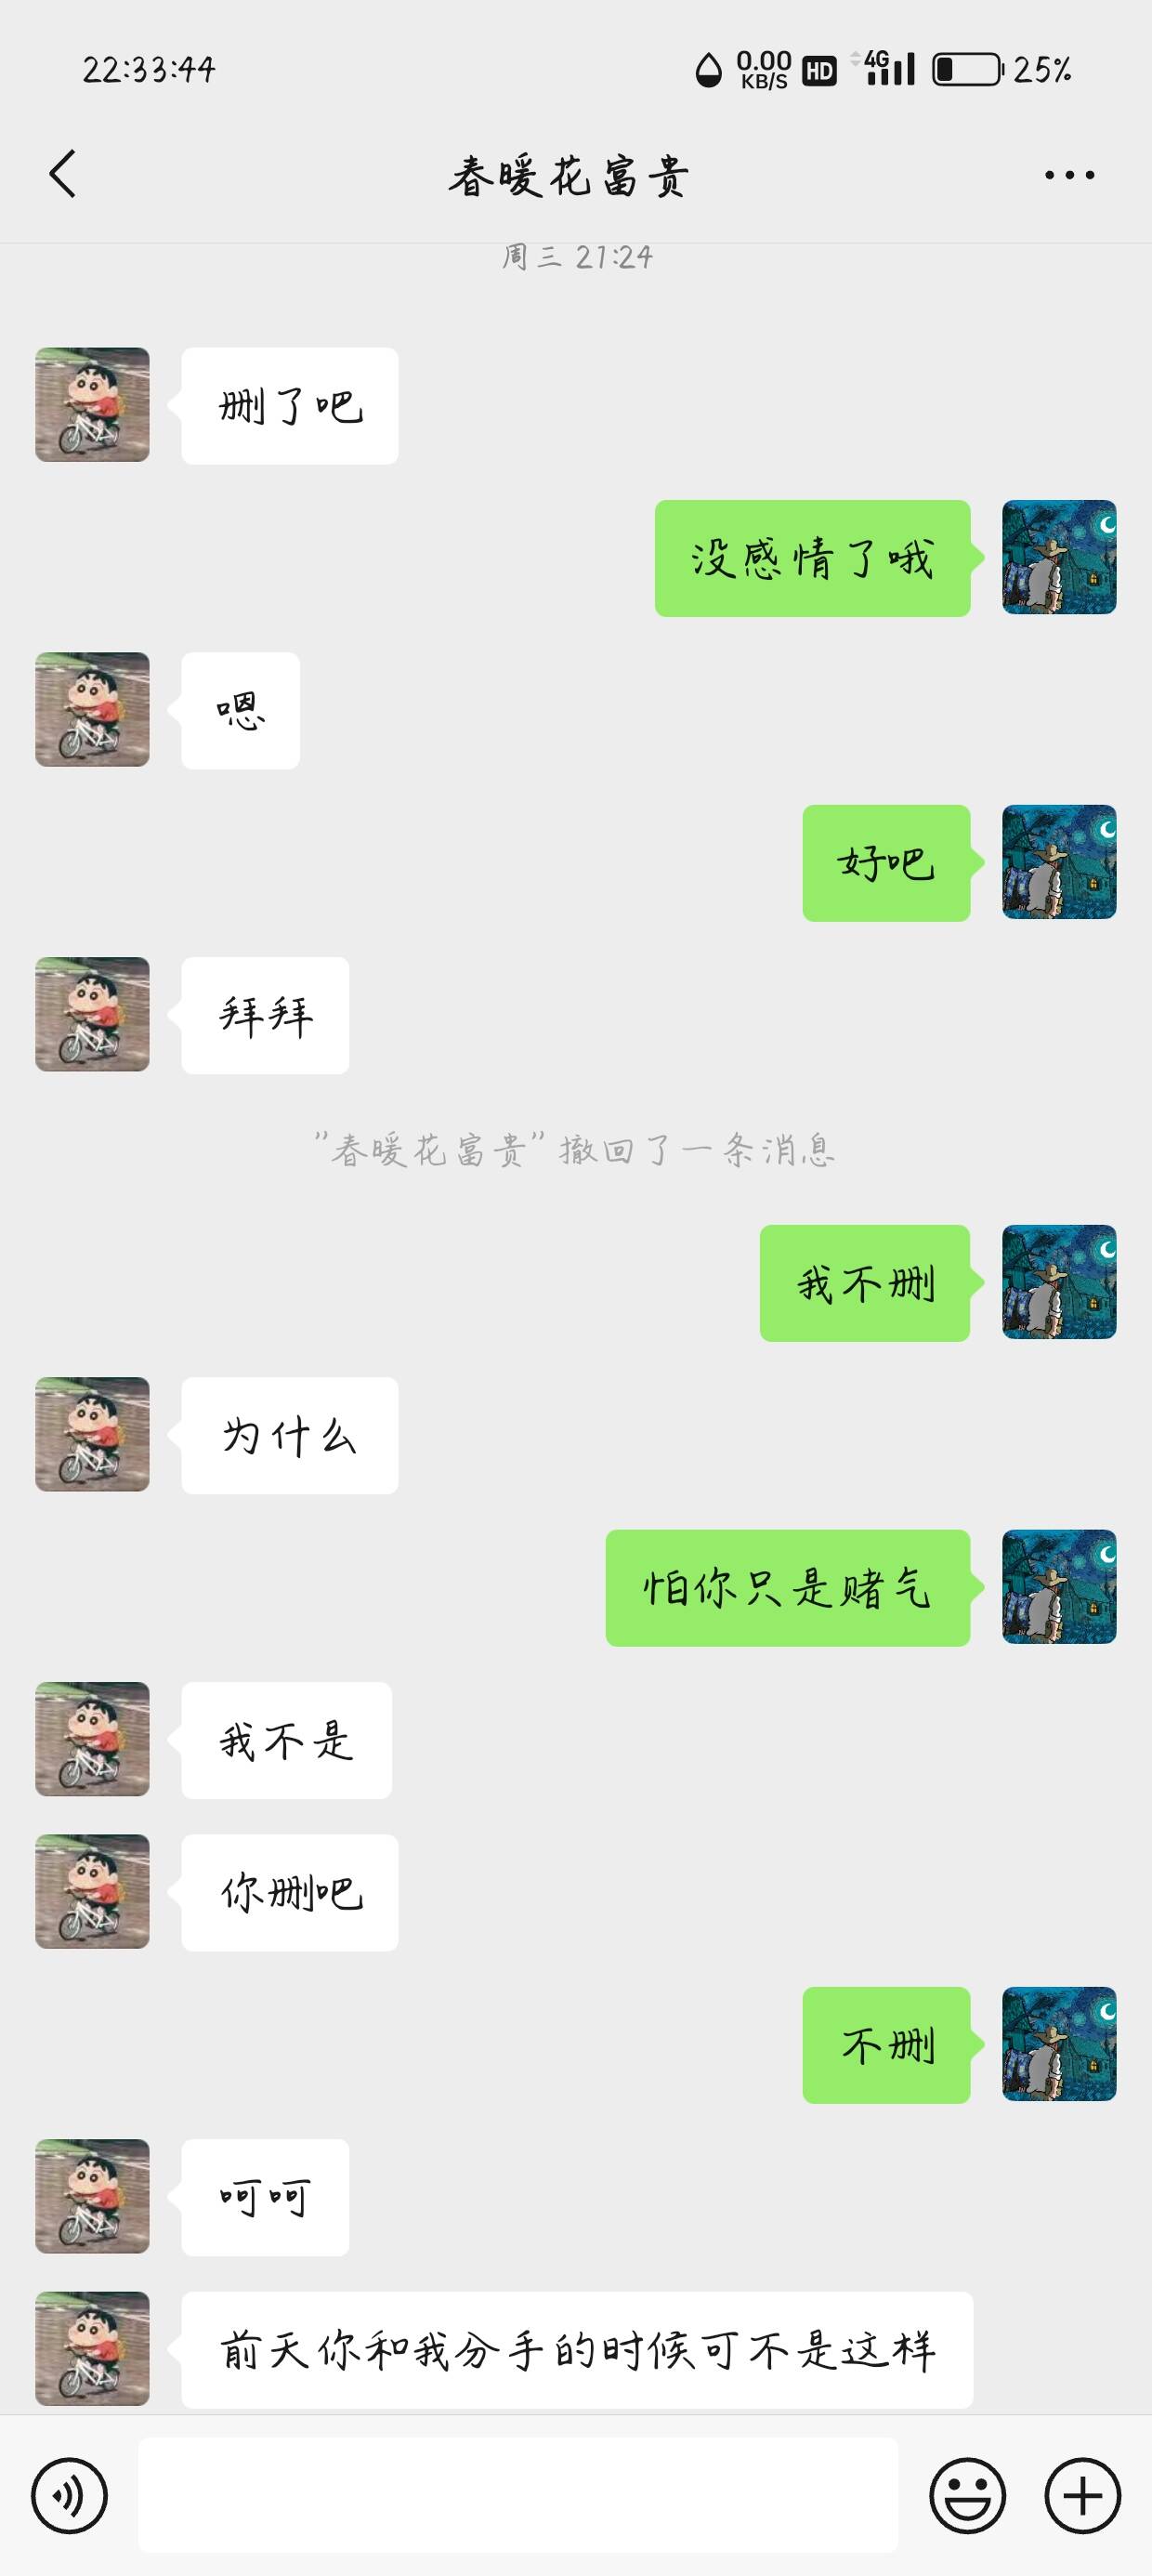 22:33:44
0.00
KB/S
HD
4G
25%
春暖花富贵
周三 21:24
删了吧
没感情了哦
嗯
好吧
拜拜
"春暖花富贵" 撤回了一条消息
我不删
为什么
怕你只是赌气
我不是
你删吧
不删
呵呵
前天你和我分手的时候可不是这样